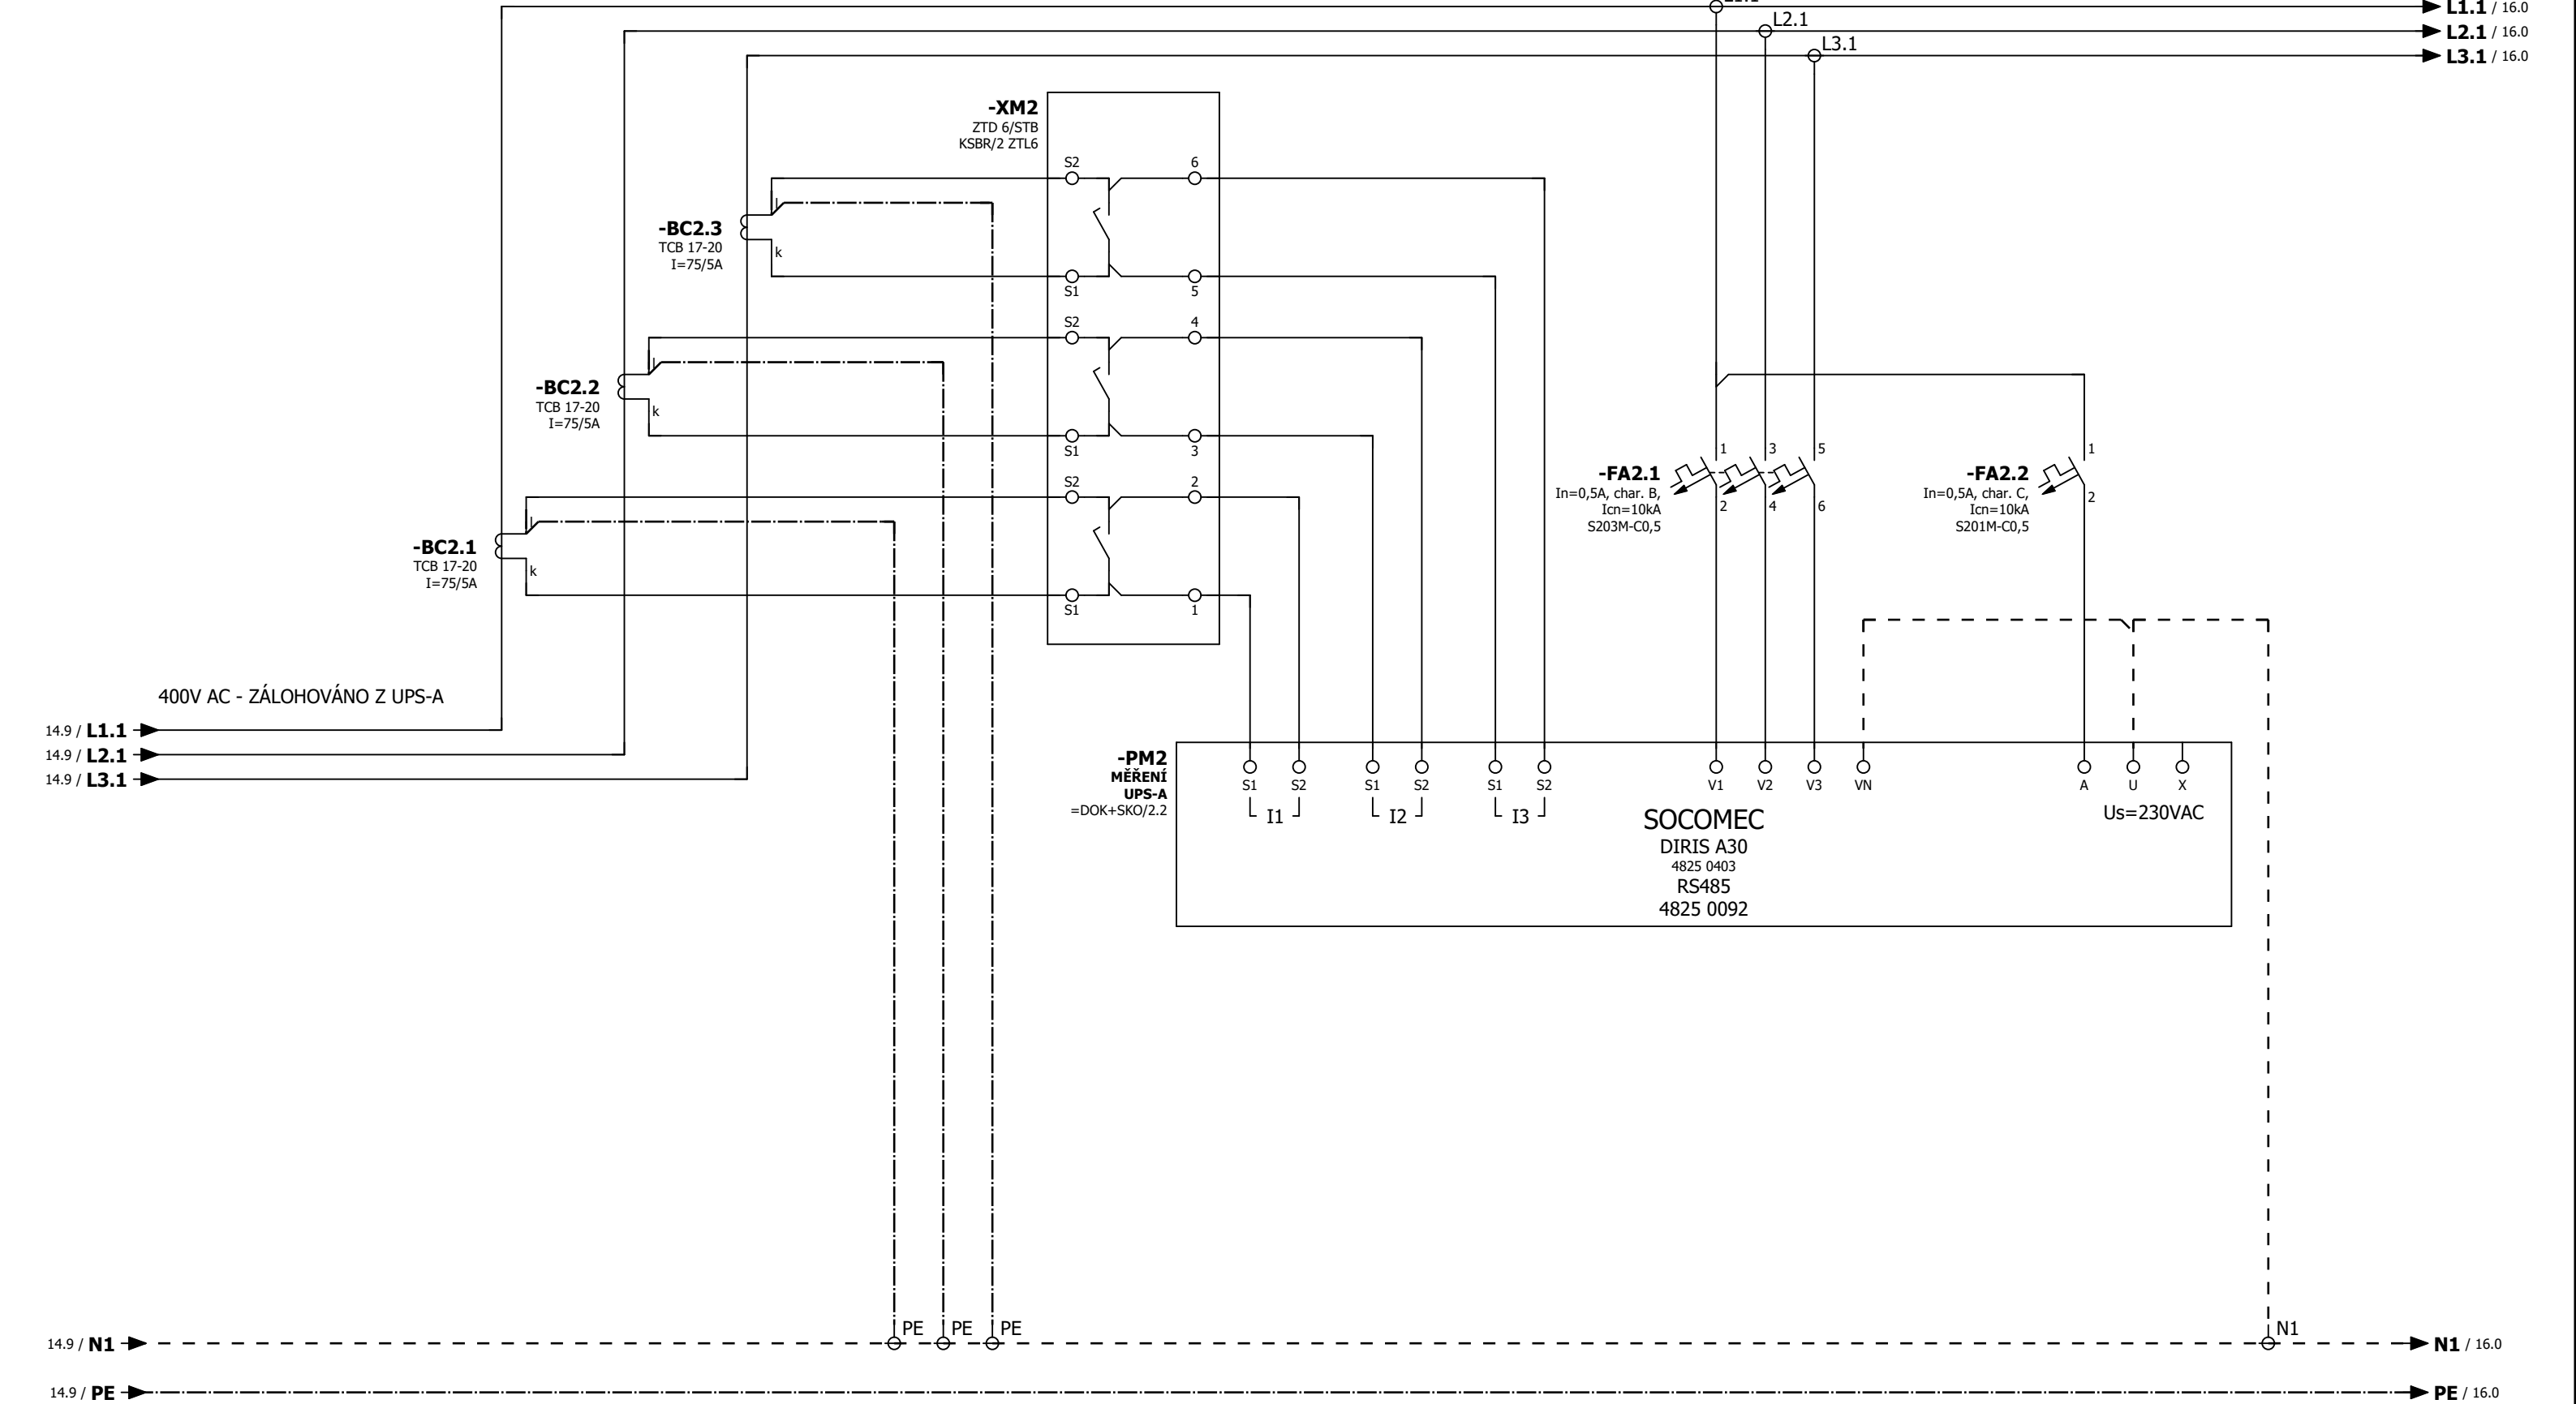 L1.1 / 16.0
L2.1
L2.1 / 16.0
L3.1
L3.1 / 16.0
-XM2
ZTD 6/STB
KSBR/2 ZTL6
S2
6
-BC2.3
TCB 17-20
I=75/5A
k
S1
5
S2
4
-BC2.2
TCB 17-20
I=75/5A
k
S1
3
S2
2
-BC2.1
TCB 17-20
I=75/5A
k
S1
1
1
3
5
-FA2.1
In=0,5A, char. B,
Icn=10kA
S203M-C0,5
2
4
6
1
-FA2.2
In=0,5A, char. C,
Icn=10kA
S201M-C0,5
2
400V AC - ZÁLOHOVÁNO Z UPS-A
14.9 / L1.1
14.9 / L2.1
14.9 / L3.1
-PM2
MĚŘENÍ
UPS-A
=DOK+SKO/2.2
S1 S2 S1 S2 S1 S2 V1 V2 V3 VN A U X
I1 I2 I3
Us=230VAC
SOCOMEC
DIRIS A30
4825 0403
RS485
4825 0092
PE PE PE
N1
14.9 / N1
N1 / 16.0
14.9 / PE
PE / 16.0